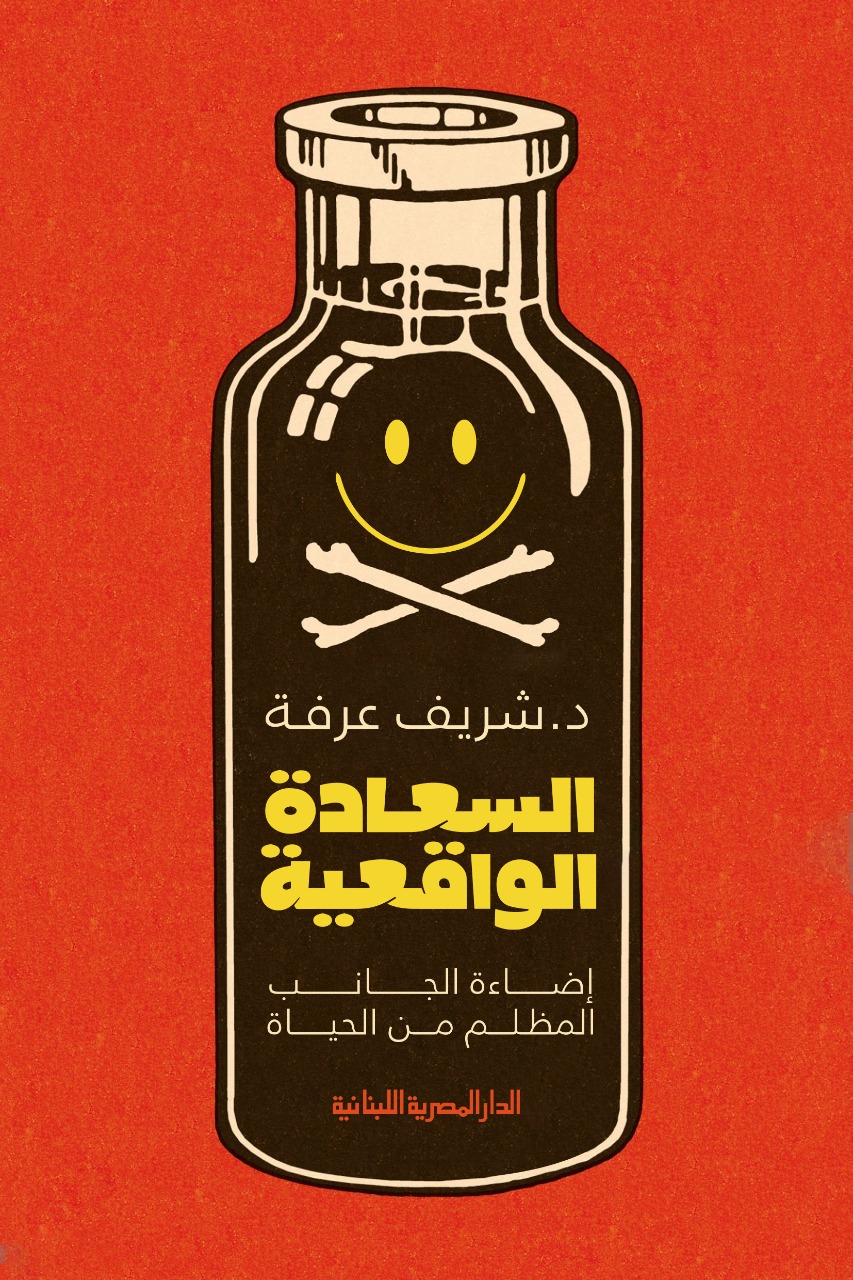 د.شريف عرفة
السعادة
الواقعية
إضاءة الجانب
المظلم من الحياة
الدار المصرية اللبنانية